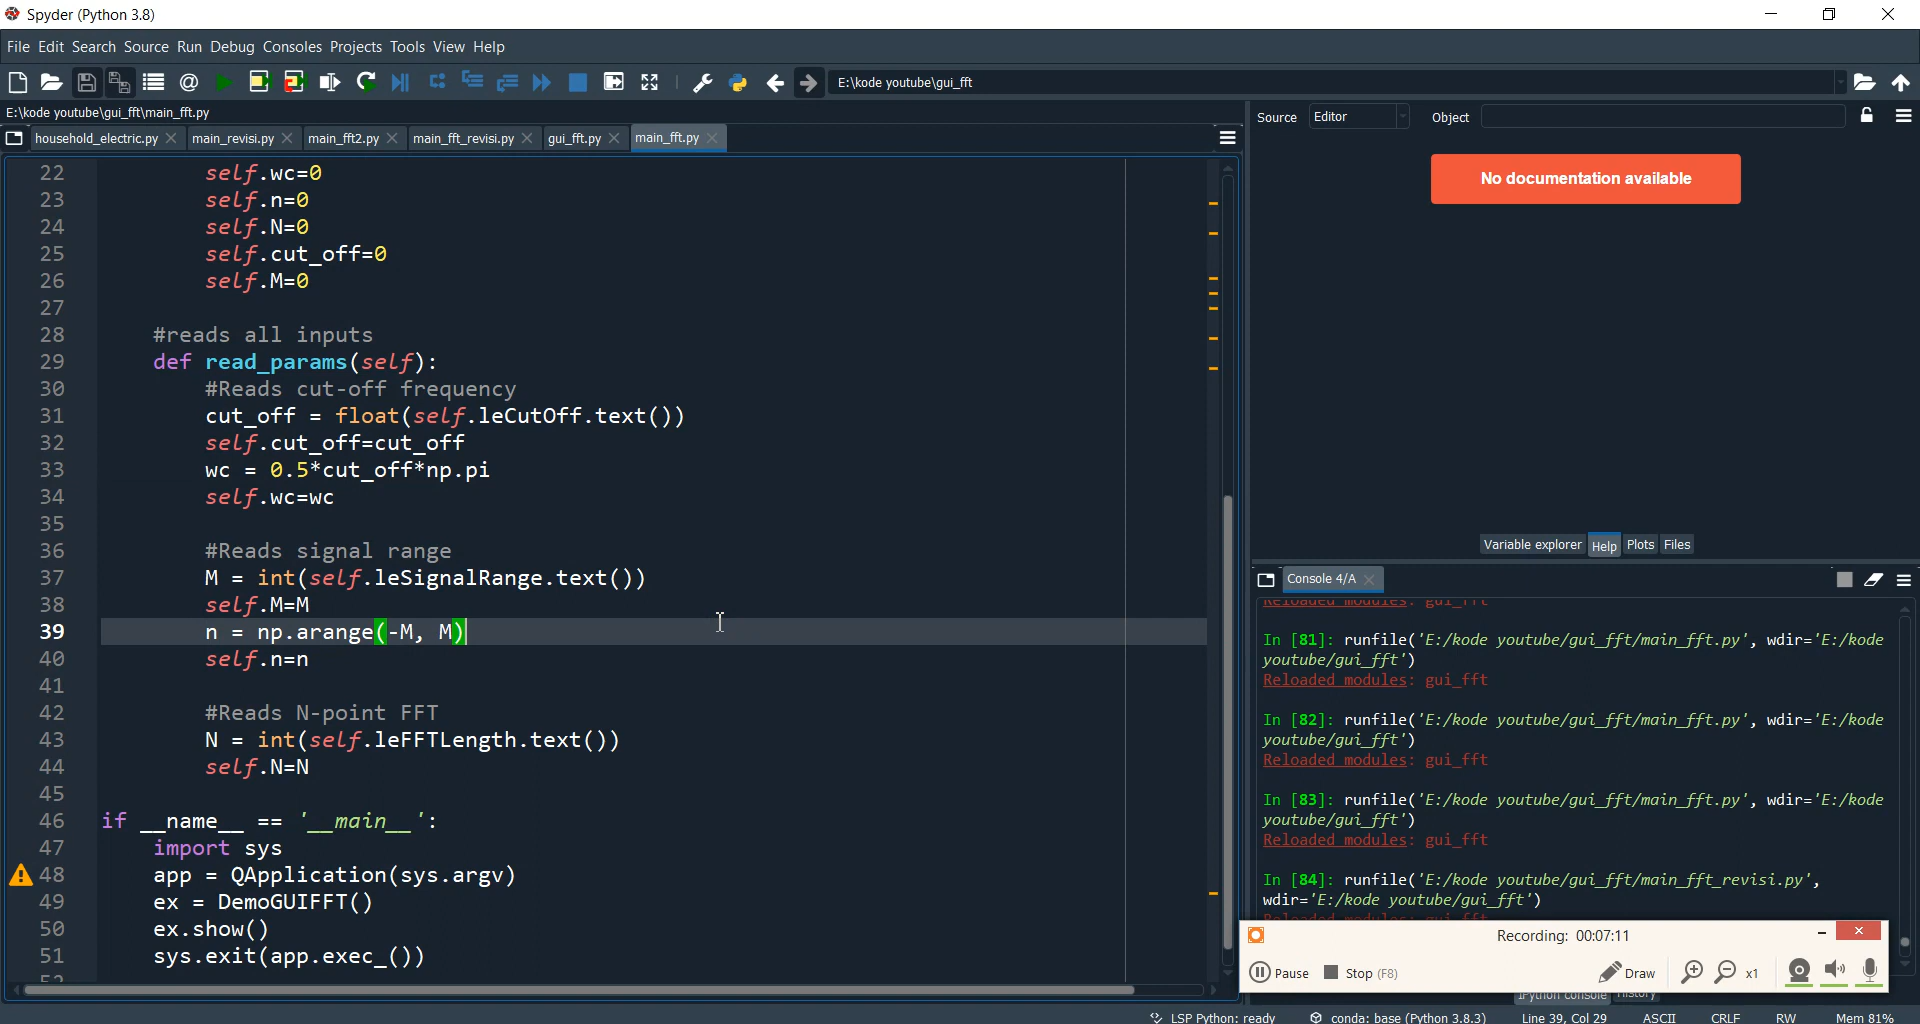 Spyder (Python 3.8)
File Edit Search Source Run Debug Consoles Projects Tools View Help
E:\kode youtube\gui_fft
E:\kode youtube\gui_fft\main_fft.py
household_electric.py main_revisi.py main_fft2.py main_fft_revisi.py gui_fft.py main_fft.py
22 self.wc=0
23 self.n=0
24 self.N=0
25 self.cut_off=0
26 self.M=0
27
28 #reads all inputs
29 def read_params(self):
30 #Reads cut-off frequency
31 cut_off = float(self.leCutOff.text())
32 self.cut_off=cut_off
33 wc = 0.5*cut_off*np.pi
34 self.wc=wc
35
36 #Reads signal range
37 M = int(self.leSignalRange.text())
38 self.M=M
39 n = np.arange(-M, M)
40 self.n=n
41
42 #Reads N-point FFT
43 N = int(self.leFFTLength.text())
44 self.N=N
45
46 if __name__ == '__main__':
47 import sys
48 app = QApplication(sys.argv)
49 ex = DemoGUIFFT()
50 ex.show()
51 sys.exit(app.exec_())
52
Source Editor Object
No documentation available
Variable explorer Help Plots Files
Console 4/A
Reloaded modules: gui_fft
In [81]: runfile('E:/kode youtube/gui_fft/main_fft.py', wdir='E:/kode
youtube/gui_fft')
Reloaded modules: gui_fft
In [82]: runfile('E:/kode youtube/gui_fft/main_fft.py', wdir='E:/kode
youtube/gui_fft')
Reloaded modules: gui_fft
In [83]: runfile('E:/kode youtube/gui_fft/main_fft.py', wdir='E:/kode
youtube/gui_fft')
Reloaded modules: gui_fft
In [84]: runfile('E:/kode youtube/gui_fft/main_fft_revisi.py',
wdir='E:/kode youtube/gui_fft')
Reloaded modules: gui_fft
Recording: 00:07:11
Pause Stop (F8) Draw x1
IPython console History
LSP Python: ready conda: base (Python 3.8.3) Line 39, Col 29 ASCII CRLF RW Mem 81%